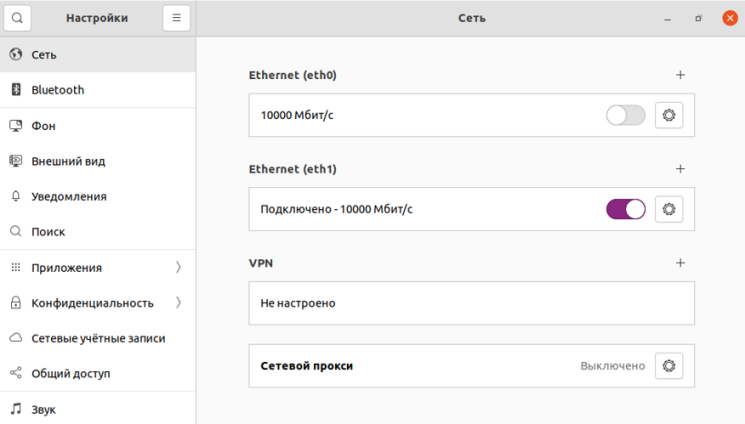 Настройки
Сеть
Сеть
Bluetooth
Фон
Внешний вид
Уведомления
Поиск
Приложения
Конфиденциальность
Сетевые учётные записи
Общий доступ
Звук
Ethernet (eth0)
10000 Мбит/с
Ethernet (eth1)
Подключено - 10000 Мбит/с
VPN
Не настроено
Сетевой прокси Выключено